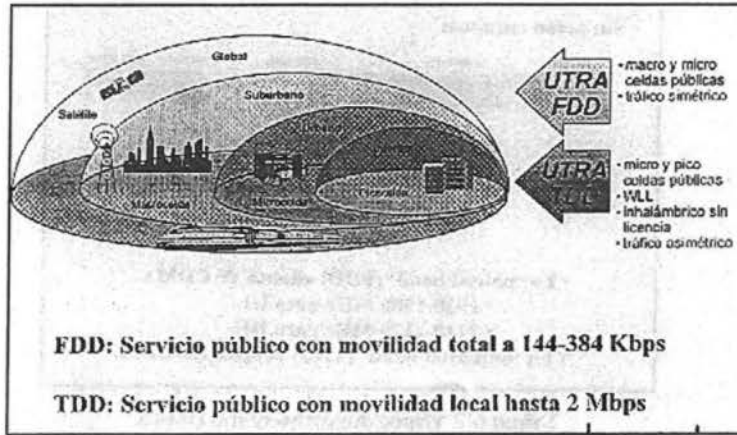 Global
Suburbano
Satélite
Macrocelda
Microcelda
UTRA
FDD
• macro y micro
celdas públicas
• tráfico simétrico
UTRA
TDD
• micro y pico
celdas públicas
• WLL
• inhalámbrico sin
licencia
• tráfico asimétrico
FDD: Servicio público con movilidad total a 144-384 Kbps
TDD: Servicio público con movilidad local hasta 2 Mbps